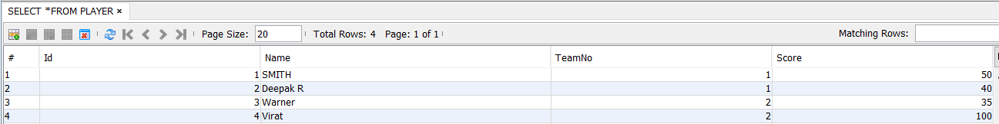 SELECT *FROM PLAYER ×
Page Size: 20 Total Rows: 4 Page: 1 of 1 Matching Rows:
# Id Name TeamNo Score
1 1 SMITH 1 50
2 2 Deepak R 1 40
3 3 Warner 2 35
4 4 Virat 2 100